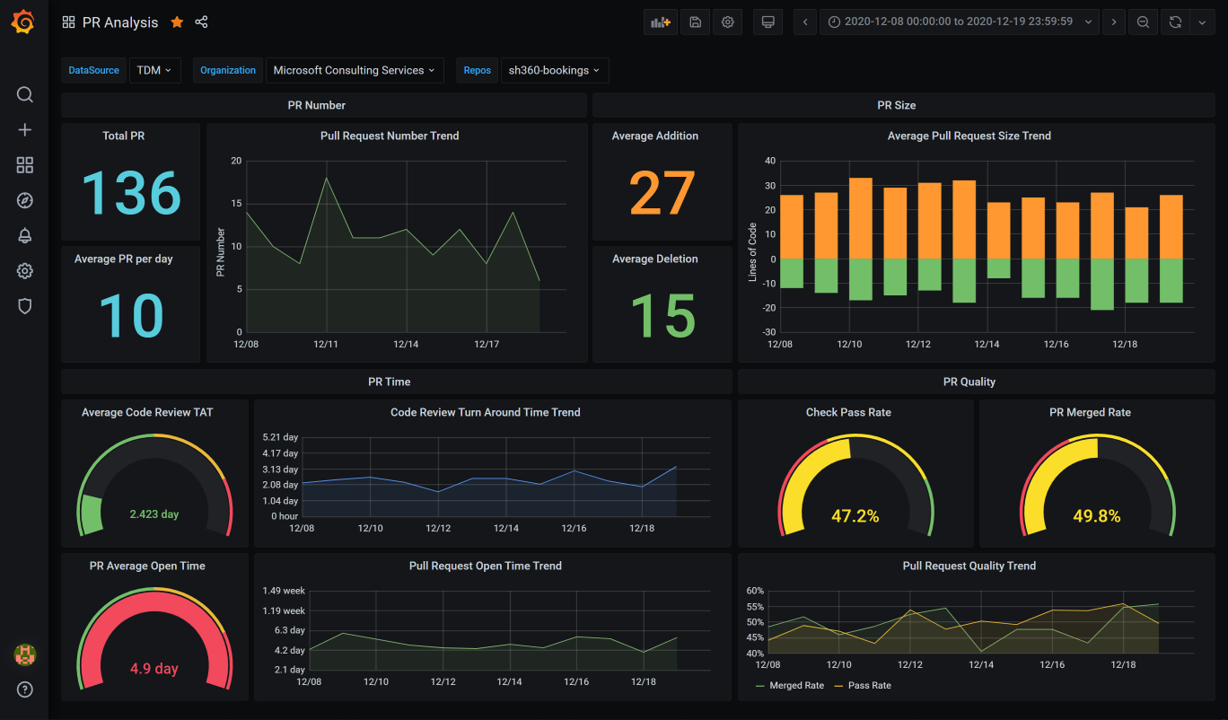 PR Analysis
2020-12-08 00:00:00 to 2020-12-19 23:59:59
DataSource TDM Organization Microsoft Consulting Services Repos sh360-bookings
PR Number
PR Size
Total PR
136
Average PR per day
10
Pull Request Number Trend
PR Number
20
15
10
5
0
12/08 12/11 12/14 12/17
Average Addition
27
Average Deletion
15
Average Pull Request Size Trend
Lines of Code
40
30
20
10
0
-10
-20
-30
12/08 12/10 12/12 12/14 12/16 12/18
PR Time
PR Quality
Average Code Review TAT
2.423 day
Code Review Turn Around Time Trend
5.21 day
4.17 day
3.13 day
2.08 day
1.04 day
0 hour
12/08 12/10 12/12 12/14 12/16 12/18
Check Pass Rate
47.2%
PR Merged Rate
49.8%
PR Average Open Time
4.9 day
Pull Request Open Time Trend
1.49 week
1.19 week
6.3 day
4.2 day
2.1 day
12/08 12/10 12/12 12/14 12/16 12/18
Pull Request Quality Trend
60%
55%
50%
45%
40%
12/08 12/10 12/12 12/14 12/16 12/18
Merged Rate Pass Rate